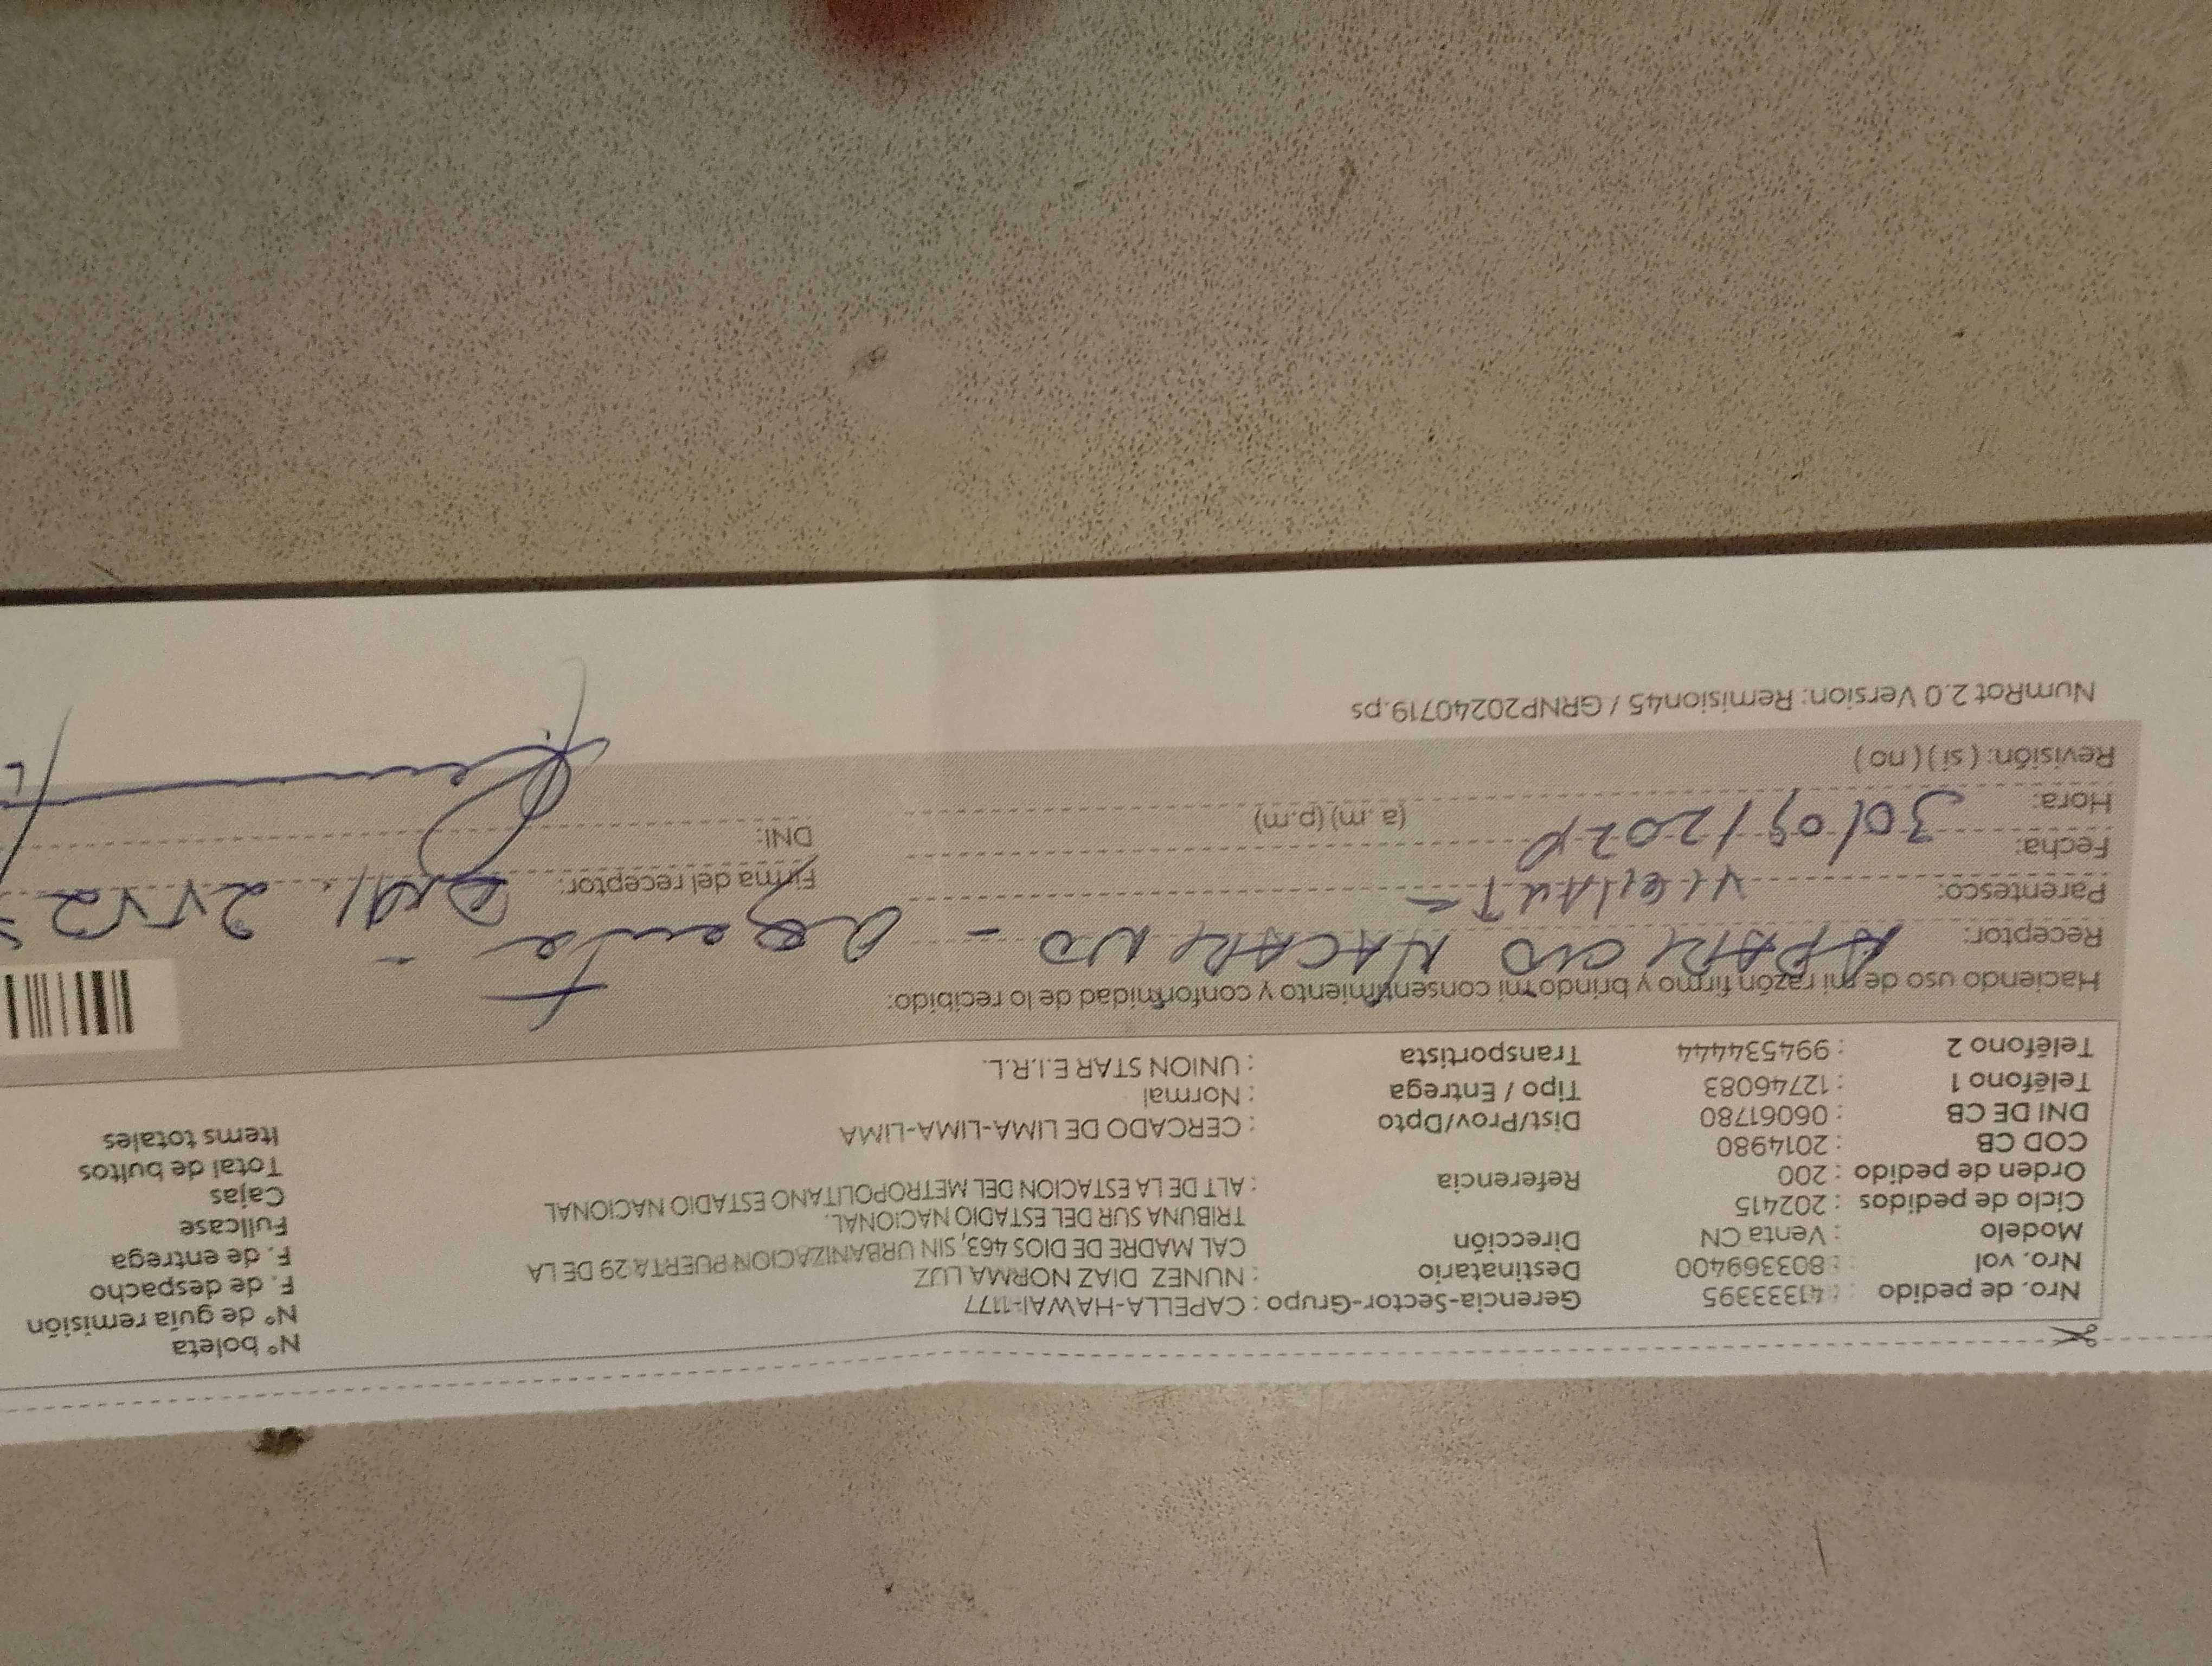 Nro. de pedido : 41333395
Nro. vol : 803369400
Modelo : Venta CN
Ciclo de pedidos : 202415
Orden de pedido : 200
COD CB : 2014980
DNI DE CB : 06061780
Teléfono 1 : 12746083
Teléfono 2 : 994534444
Gerencia-Sector-Grupo : CAPELLA-HAWAI-1177
Destinatario : NUNEZ DIAZ NORMA LUZ
Dirección CAL MADRE DE DIOS 463, SIN URBANIZACION PUERTA 29 DE LA
TRIBUNA SUR DEL ESTADIO NACIONAL.
Referencia : ALT DE LA ESTACION DEL METROPOLITANO ESTADIO NACIONAL
Dist/Prov/Dpto : CERCADO DE LIMA-LIMA-LIMA
Tipo / Entrega : Normal
Transportista : UNION STAR E.I.R.L.
N° boleta
N° de guía remisión
F. de despacho
F. de entrega
Fullcase
Cajas
Total de bultos
Items totales
Haciendo uso de mi razón firmo y brindo mi consentimiento y conformidad de lo recibido:
Receptor: APARICIO NACARINO - agente -
Parentesco:
Fecha: 30/09/2024
Hora: (a. m) (p.m)
Revisión: ( sí ) ( no )
Firma del receptor: DNI.
DNI:
NumRot 2.0 Version: Remision45 / GRNP20240719.ps